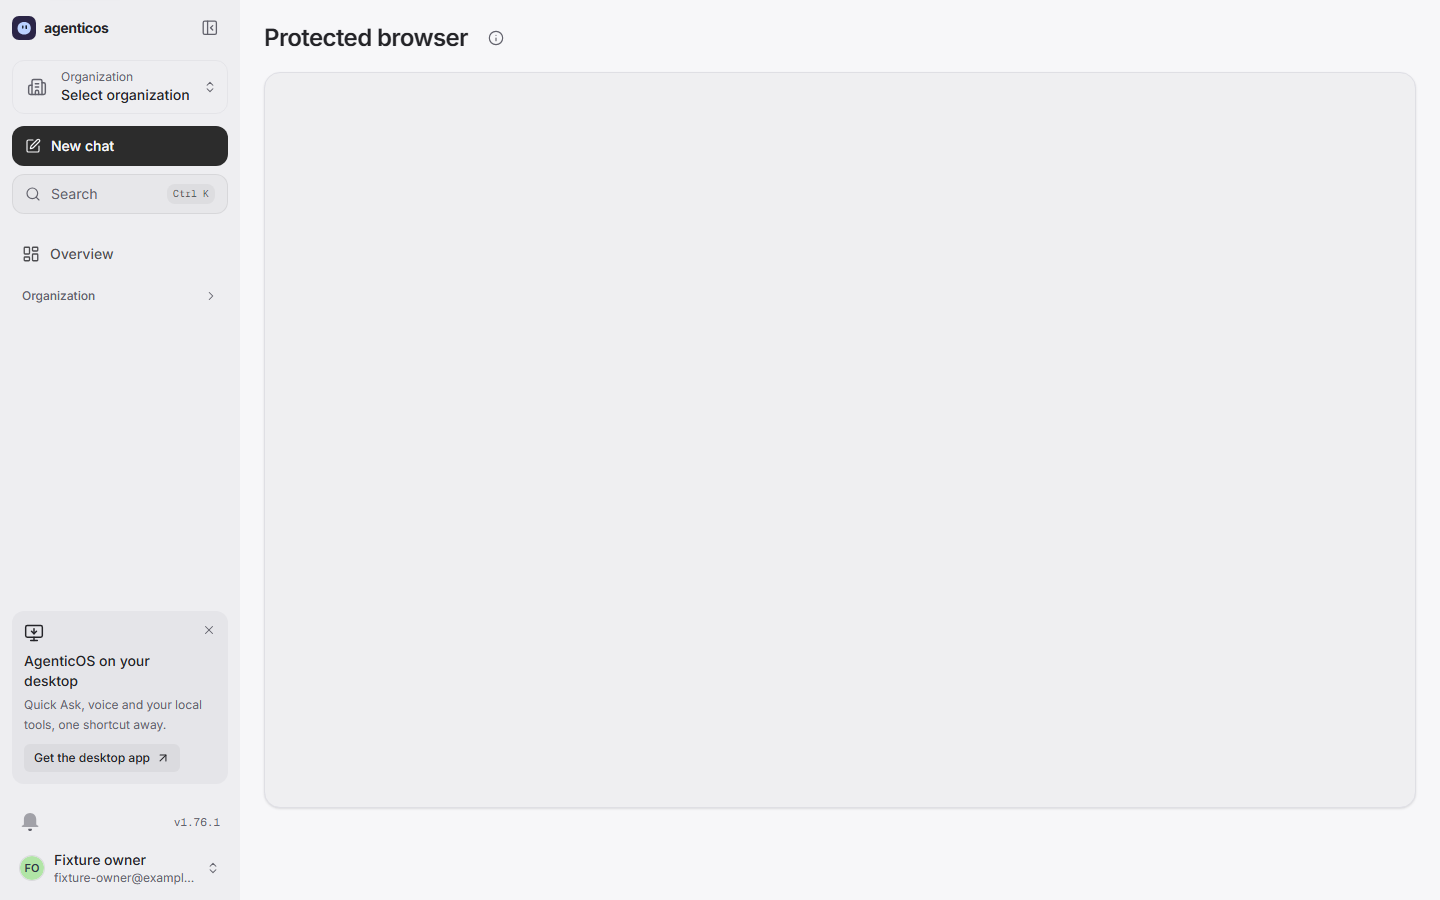 agenticos
Organization
Select organization
New chat
Search
Ctrl K
Overview
Organization
AgenticOS on your
desktop
Quick Ask, voice and your local
tools, one shortcut away.
Get the desktop app
v1.76.1
FO
Fixture owner
fixture-owner@exampl...
Protected browser